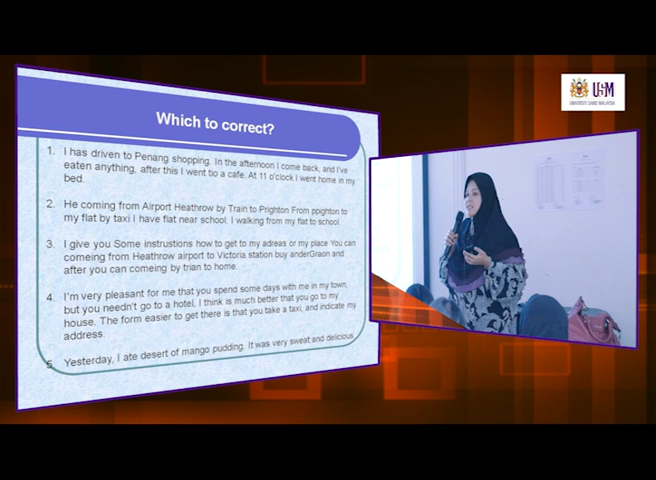 USM
UNIVERSITI SAINS MALAYSIA
Which to correct?
1. I has driven to Penang shopping. In the afternoon I come back, and I've
eaten anything, after this I went tio a cafe. At 11 o'clock I went home in my
bed.
2. He coming from Airport Heathrow by Train to Prighton From ppighton to
my flat by taxi I have flat near school. I walking from my flat to school.
3. I give you Some instrustions how to get to my adreas or my place You can
comeing from Heathrow airport to Victoria station buy anderGraon and
after you can comeing by trian to home.
4. I'm very pleasant for me that you spend some days with me in my town,
but you needn't go to a hotel, I think is much better that you go to my
house. The form easier to get there is that you take a taxi, and indicate my
address.
5. Yesterday, I ate desert of mango pudding. It was very sweat and delicious.